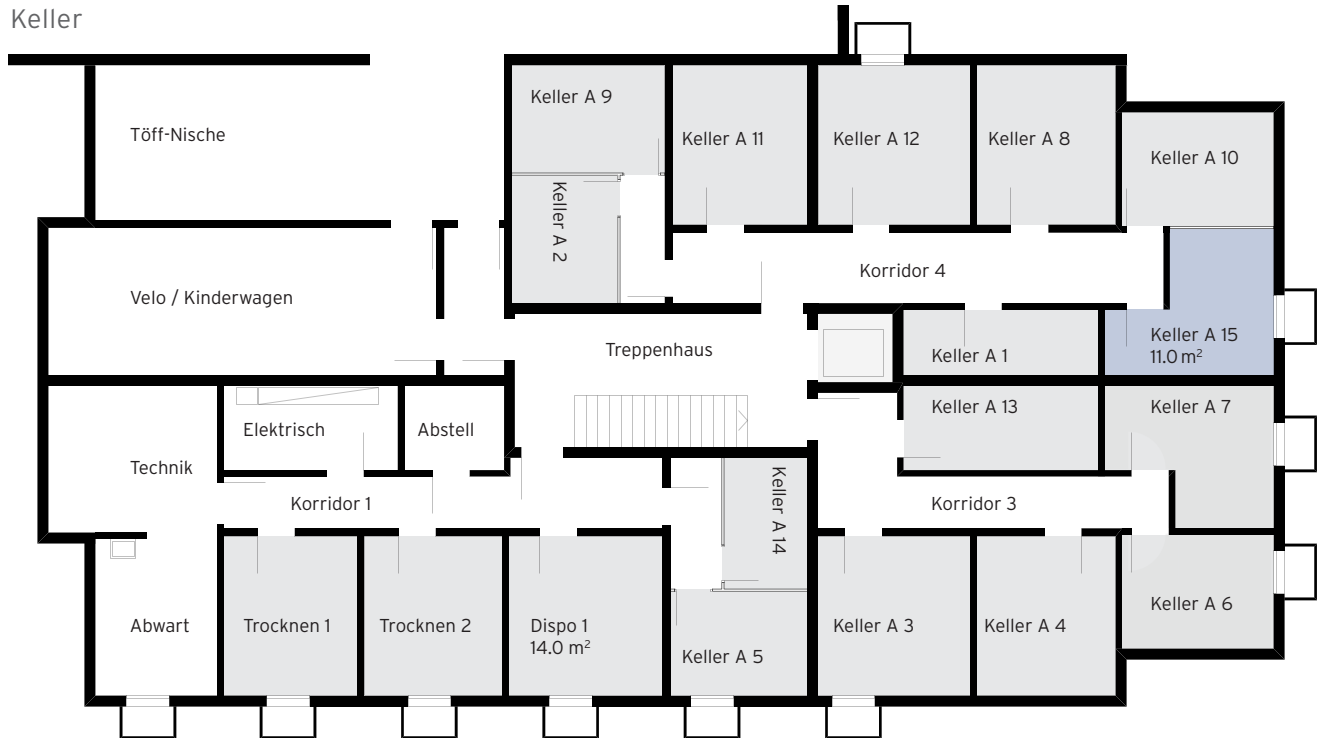 Keller
Keller A 9
Töff-Nische
Keller A 11
Keller A 12
Keller A 8
Keller A 10
Keller A 2
Korridor 4
Velo / Kinderwagen
Keller A 15
11.0 m²
Treppenhaus
Keller A 1
Keller A 13
Keller A 7
Elektrisch
Abstell
Technik
Korridor 1
Keller A 14
Korridor 3
Keller A 6
Abwart
Trocknen 1
Trocknen 2
Dispo 1
14.0 m²
Keller A 5
Keller A 3
Keller A 4